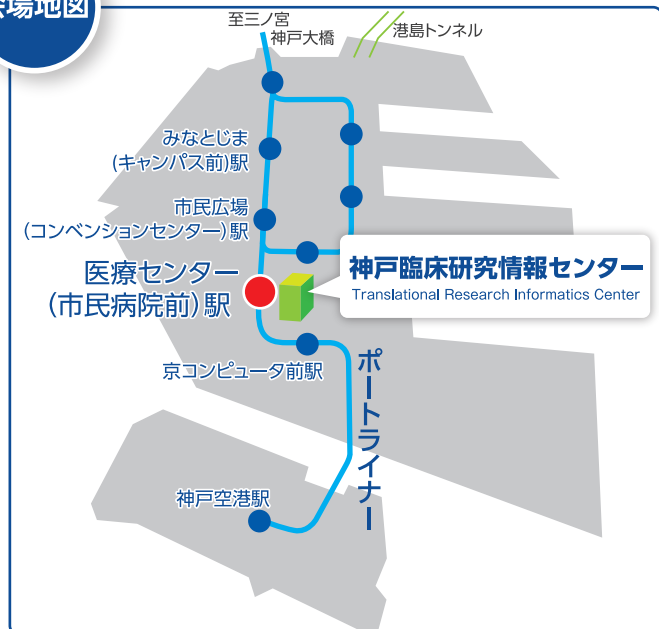 会場地図
至三ノ宮
神戸大橋
港島トンネル
みなとじま
(キャンパス前)駅
市民広場
(コンベンションセンター)駅
医療センター
(市民病院前)駅
神戸臨床研究情報センター
Translational Research Informatics Center
京コンピュータ前駅
ポートライナー
神戸空港駅